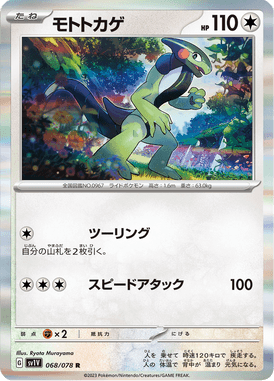 たね モトトカゲ HP 110
全国図鑑NO.0967 ライドポケモン 高さ：1.6m 重さ：63.0kg
ツーリング
自分の山札を2枚引く。
スピードアタック 100
弱点 ×2 抵抗力 にげる
Illus. Ryota Murayama
SV1V 068/078 R
人を乗せて 時速120キロで 疾走する。
体の 背中が 温まり 元気になる。
©2023 Pokémon/Nintendo/Creatures/GAME FREAK.